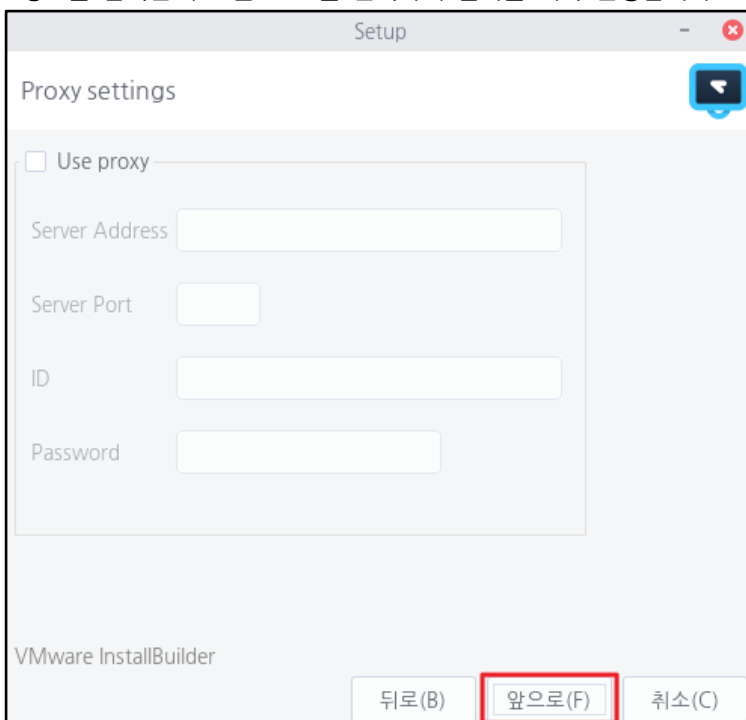 Setup
Proxy settings
Use proxy
Server Address
Server Port
ID
Password
VMware InstallBuilder
뒤로(B) 앞으로(F) 취소(C)